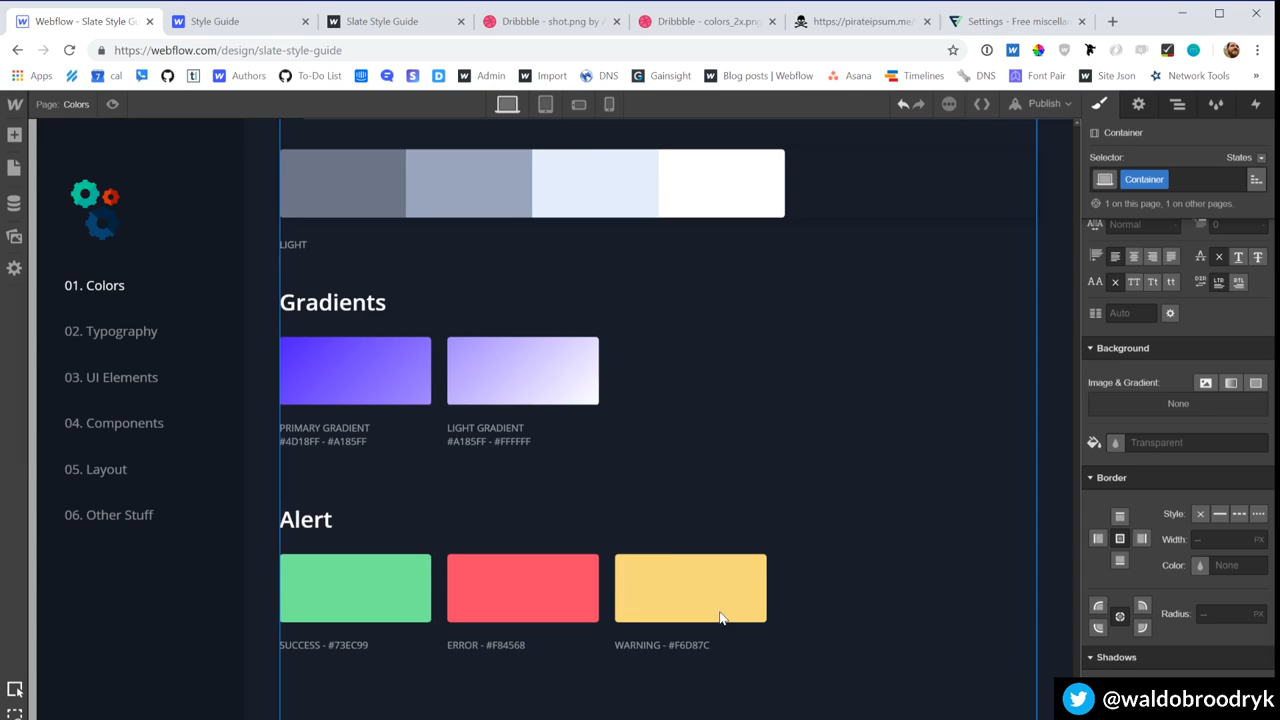 Webflow - Slate Style Gui
Style Guide
Slate Style Guide
Dribbble - shot.png by A
Dribbble - colors_2x.png
https://pirateipsum.me/
Settings - Free miscellan
https://webflow.com/design/slate-style-guide
Apps
cal
Authors
To-Do List
DNS
Admin
Import
Gainsight
Blog posts | Webflow
Asana
Timelines
DNS
Font Pair
Site Json
Network Tools
»
Page: Colors
Publish
Container
Selector:
States
Container
1 on this page, 1 on other pages.
Normal
0
Auto
Background
Image & Gradient:
None
Transparent
Border
Style:
Width:
--
PX
Color:
None
Radius:
--
PX
Shadows
01. Colors
02. Typography
03. UI Elements
04. Components
05. Layout
06. Other Stuff
LIGHT
Gradients
PRIMARY GRADIENT
#4D18FF - #A185FF
LIGHT GRADIENT
#A185FF - #FFFFFF
Alert
SUCCESS - #73EC99
ERROR - #F84568
WARNING - #F6D87C
@waldobroodryk